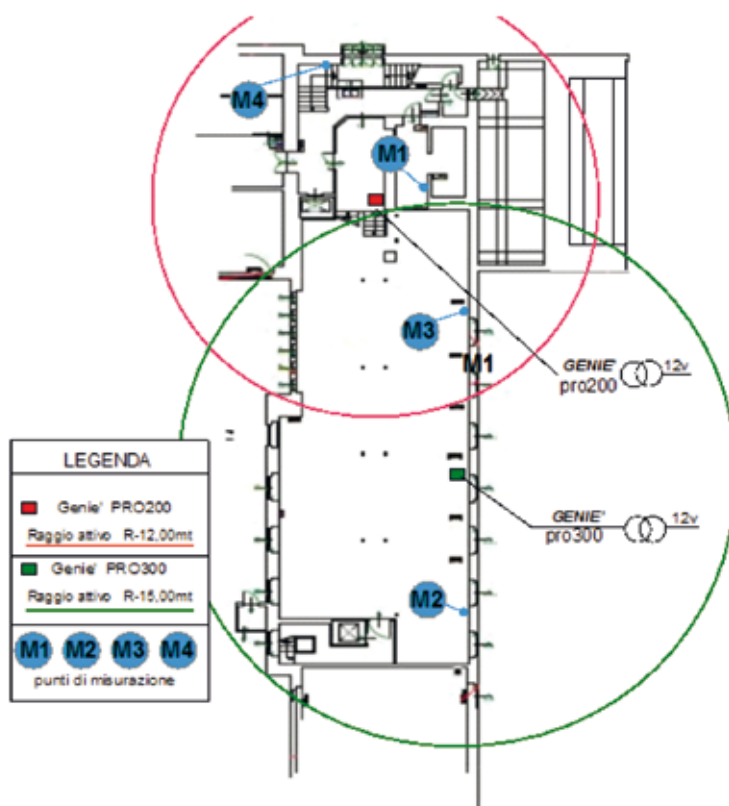 M4
M1
M3
M1
GENIE' 12v
pro200
LEGENDA
Genie' PRO200
Raggio attivo R-12,00mt
Genie' PRO300
Raggio attivo R-15,00mt
M1 M2 M3 M4
punti di misurazione
GENIE' 12v
pro300
M2